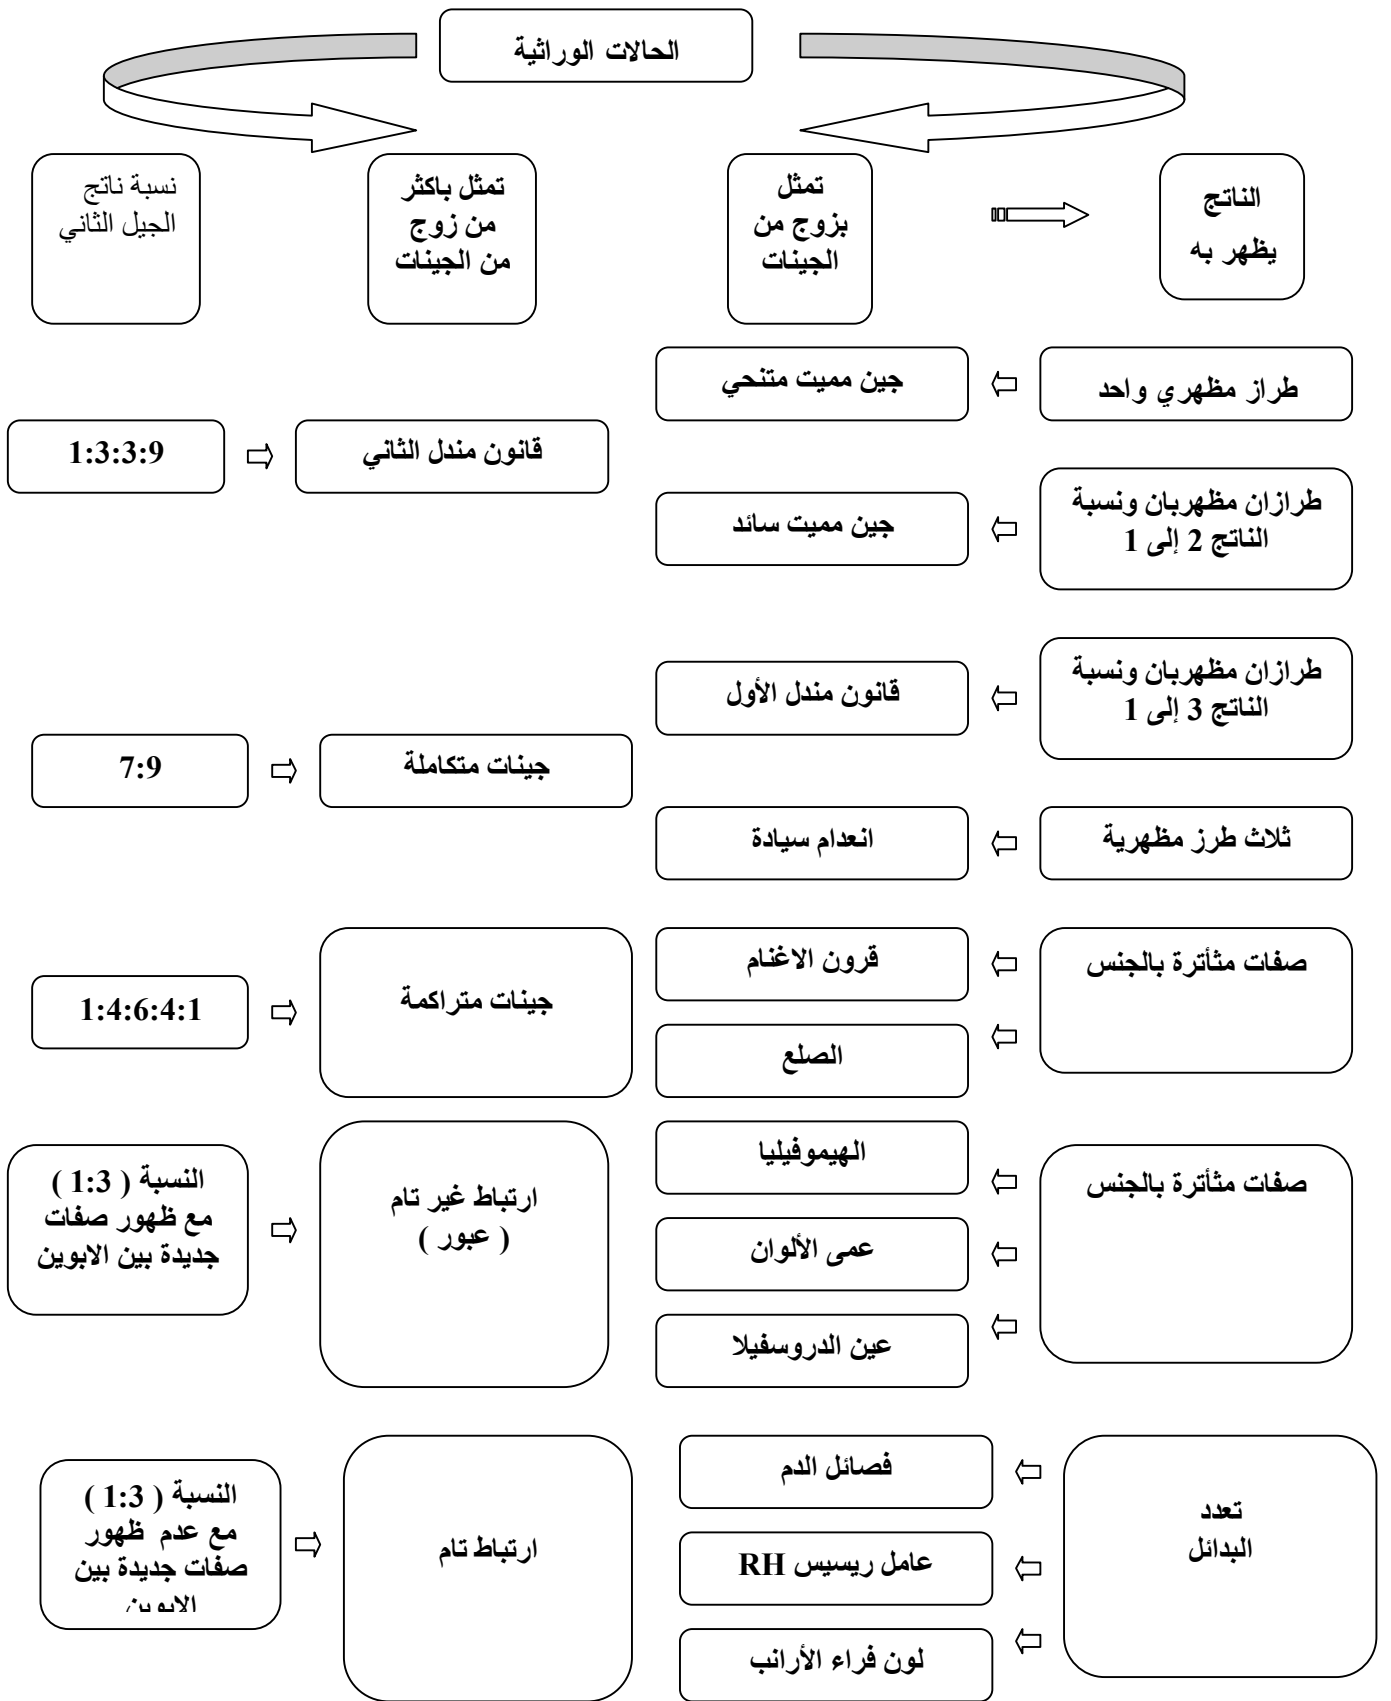 الحالات الوراثية
الناتج
يظهر به
تمثل
بزوج من
الجينات
تمثل باكثر
من زوج
من الجينات
نسبة ناتج
الجيل الثاني
طراز مظهري واحد
جين مميت متنحي
قانون مندل الثاني
1:3:3:9
طرازان مظهربان ونسبة
الناتج 2 إلى 1
جين مميت سائد
طرازان مظهربان ونسبة
الناتج 3 إلى 1
قانون مندل الأول
جينات متكاملة
7:9
ثلاث طرز مظهرية
انعدام سيادة
صفات مثأترة بالجنس
قرون الاغنام
الصلع
جينات متراكمة
1:4:6:4:1
صفات مثأترة بالجنس
الهيموفيليا
عمى الألوان
عين الدروسفيلا
ارتباط غير تام
( عبور )
النسبة ( 1:3 )
مع ظهور صفات
جديدة بين الابوين
تعدد
البدائل
فصائل الدم
عامل ريسيس RH
لون فراء الأرانب
ارتباط تام
النسبة ( 1:3 )
مع عدم ظهور
صفات جديدة بين
الابوين